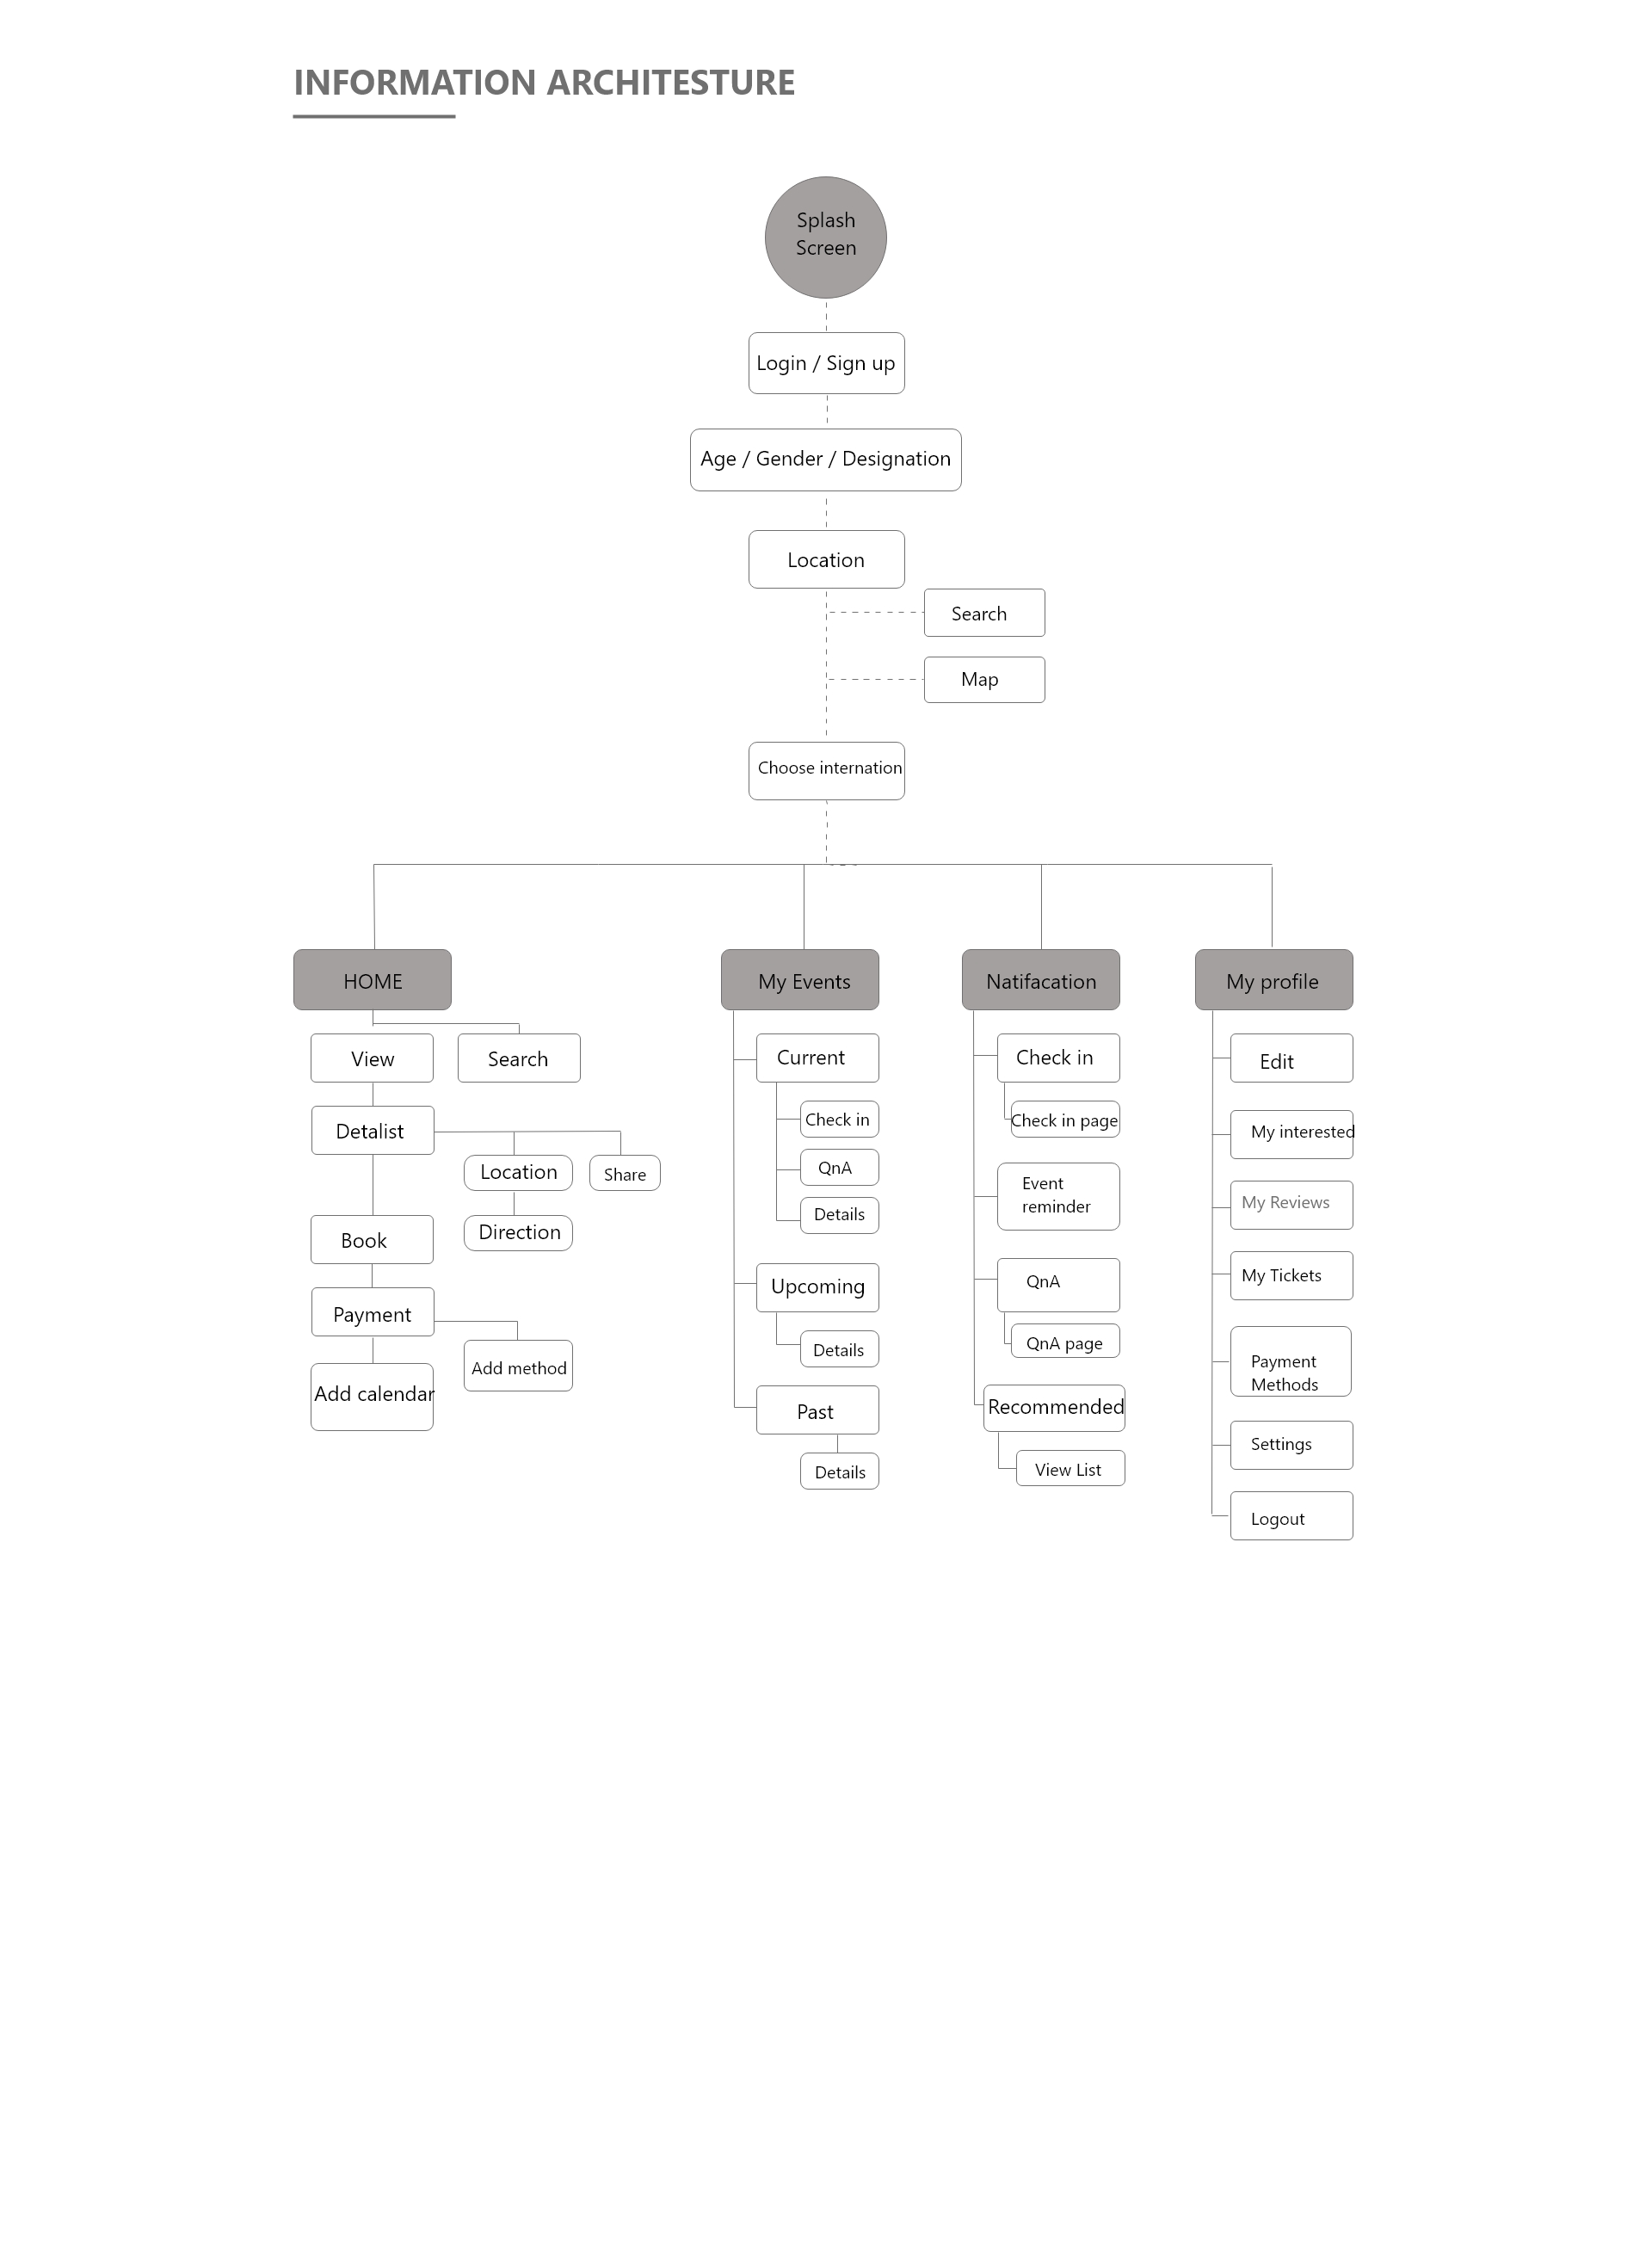 INFORMATION ARCHITESTURE
Splash
Screen
Login / Sign up
Age / Gender / Designation
Location
Search
Map
Choose internation
HOME
View
Search
Detalist
Location
Share
Direction
Book
Payment
Add method
Add calendar
My Events
Current
Check in
QnA
Details
Upcoming
Details
Past
Details
Natifacation
Check in
Check in page
Event
reminder
QnA
QnA page
Recommended
View List
My profile
Edit
My interested
My Reviews
My Tickets
Payment
Methods
Settings
Logout